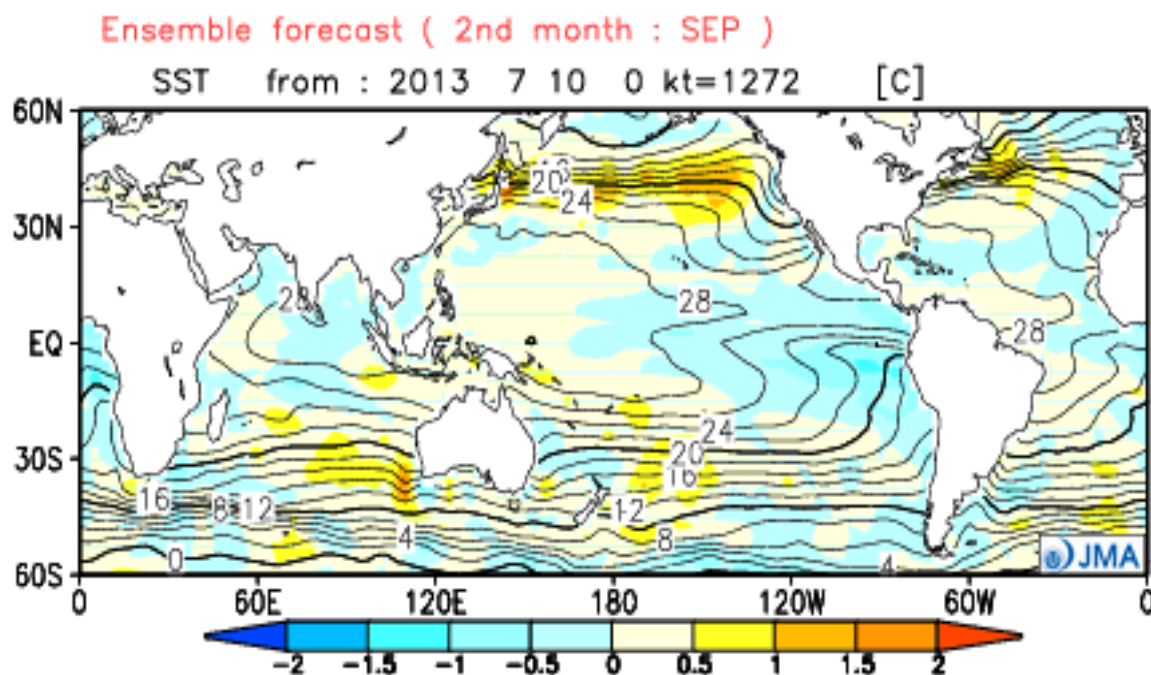 Ensemble forecast ( 2nd month : SEP )
SST from : 2013 7 10 0 kt=1272 [C]
60N
30N
EQ
30S
60S
20
24
28
28
28
24
20
16
16
8
12
12
4
8
0
4
JMA
0 60E 120E 180 120W 60W 0
-2 -1.5 -1 -0.5 0 0.5 1 1.5 2